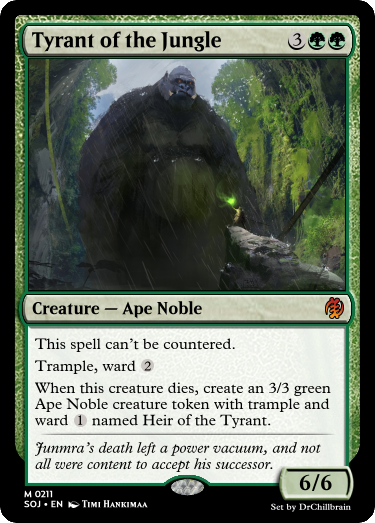 Tyrant of the Jungle 3
Creature — Ape Noble
This spell can't be countered.
Trample, ward 2
When this creature dies, create an 3/3 green
Ape Noble creature token with trample and
ward 1 named Heir of the Tyrant.
Junmra's death left a power vacuum, and not
all were content to accept his successor.
6/6
M 0211
SOJ • EN Timi Hankimaa
Set by DrChillbrain